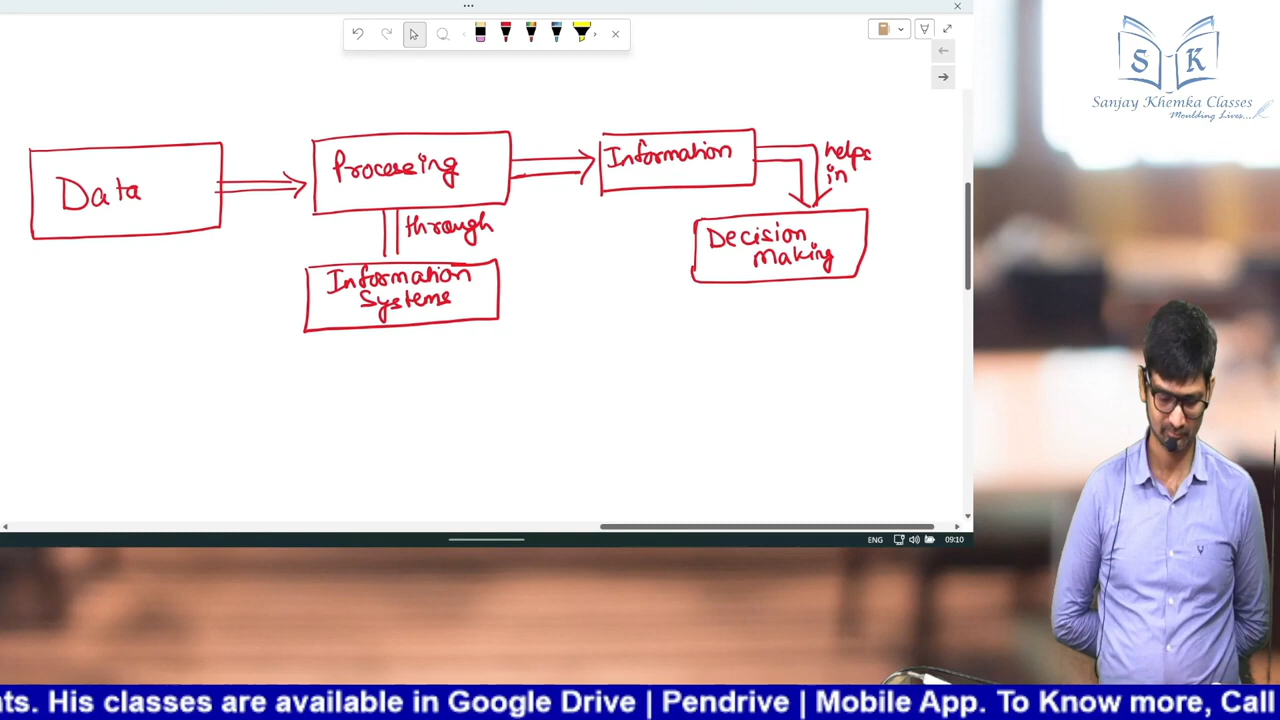 S K
Sanjay Khemka Classes
Moulding Lives...
Data
Processing
Information
helps
in
through
Decision
Making
Information
Systems
ENG
09:10
nts. His classes are available in Google Drive | Pendrive | Mobile App. To Know more, Call